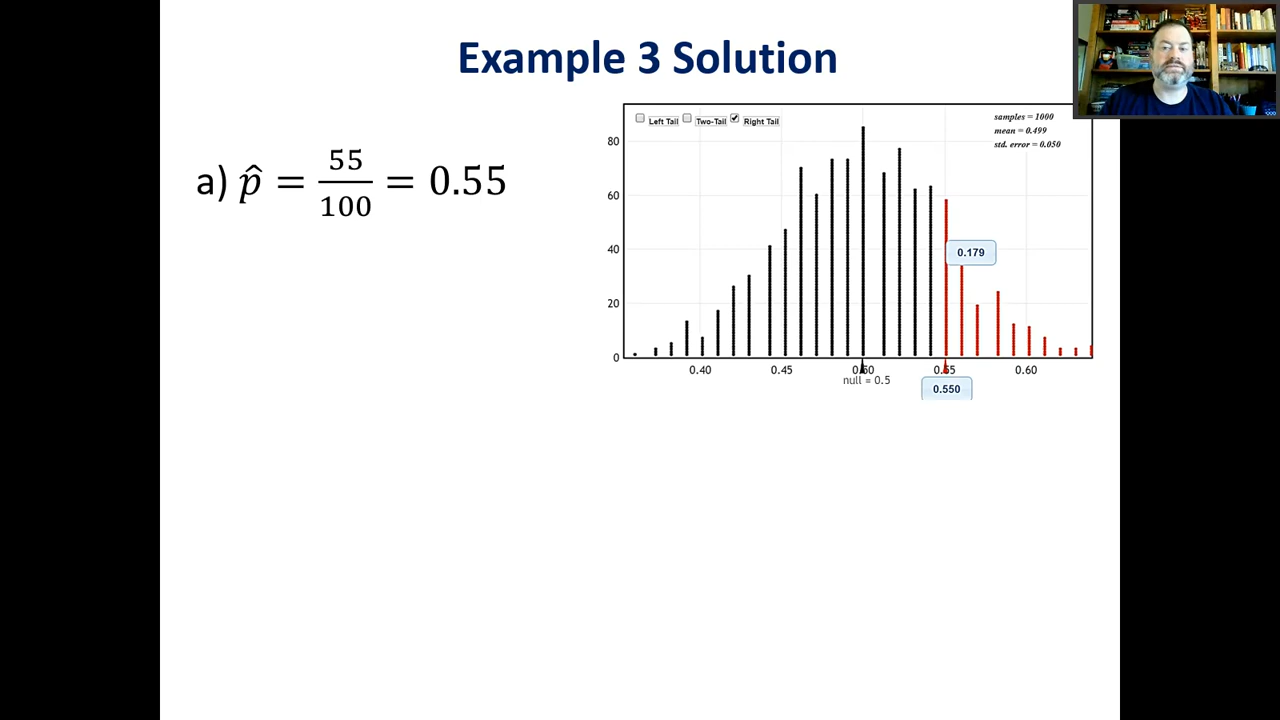 Example 3 Solution
a) p̂ = 55/100 = 0.55
Left Tail Two-Tail Right Tail
samples = 1000
mean = 0.499
std. error = 0.050
80
60
40
20
0
0.179
0.40 0.45 0.50 0.55 0.60
null = 0.5
0.550